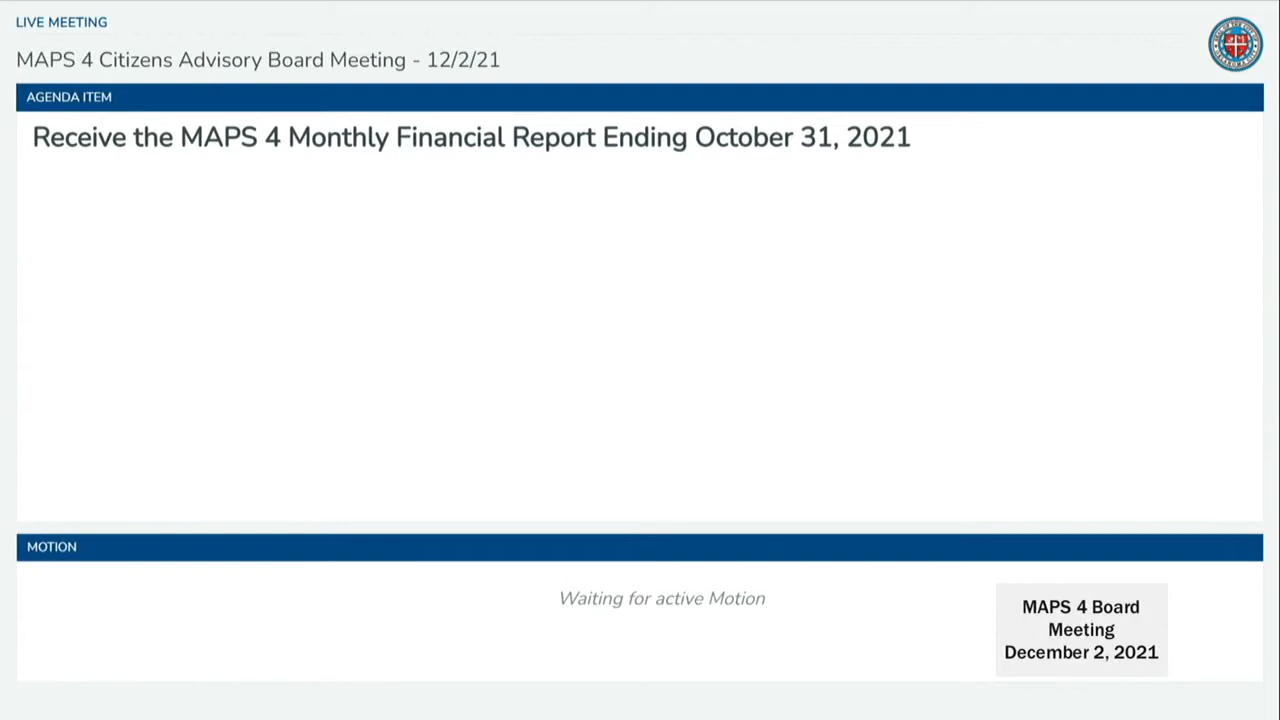 LIVE MEETING
MAPS 4 Citizens Advisory Board Meeting - 12/2/21
AGENDA ITEM
Receive the MAPS 4 Monthly Financial Report Ending October 31, 2021
MOTION
Waiting for active Motion
MAPS 4 Board
Meeting
December 2, 2021